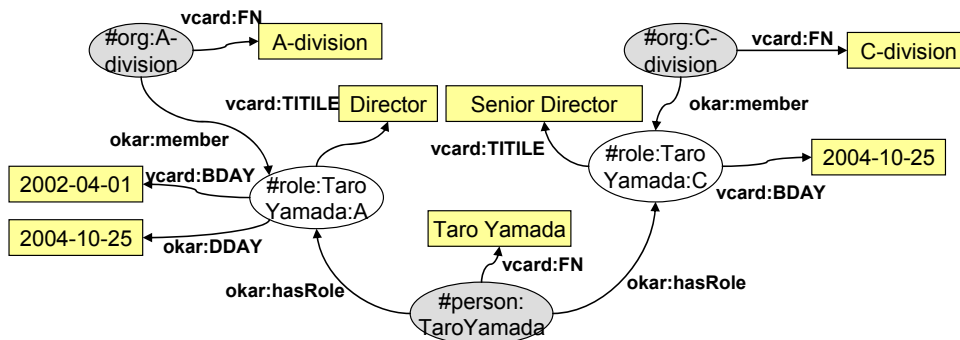 vcard:FN
#org:A-
division
A-division
#org:C-
division
vcard:FN
C-division
vcard:TITILE
Director
Senior Director
okar:member
okar:member
vcard:TITILE
#role:Taro
Yamada:A
#role:Taro
Yamada:C
2004-10-25
2002-04-01
vcard:BDAY
vcard:BDAY
2004-10-25
okar:DDAY
Taro Yamada
vcard:FN
okar:hasRole
okar:hasRole
#person:
TaroYamada